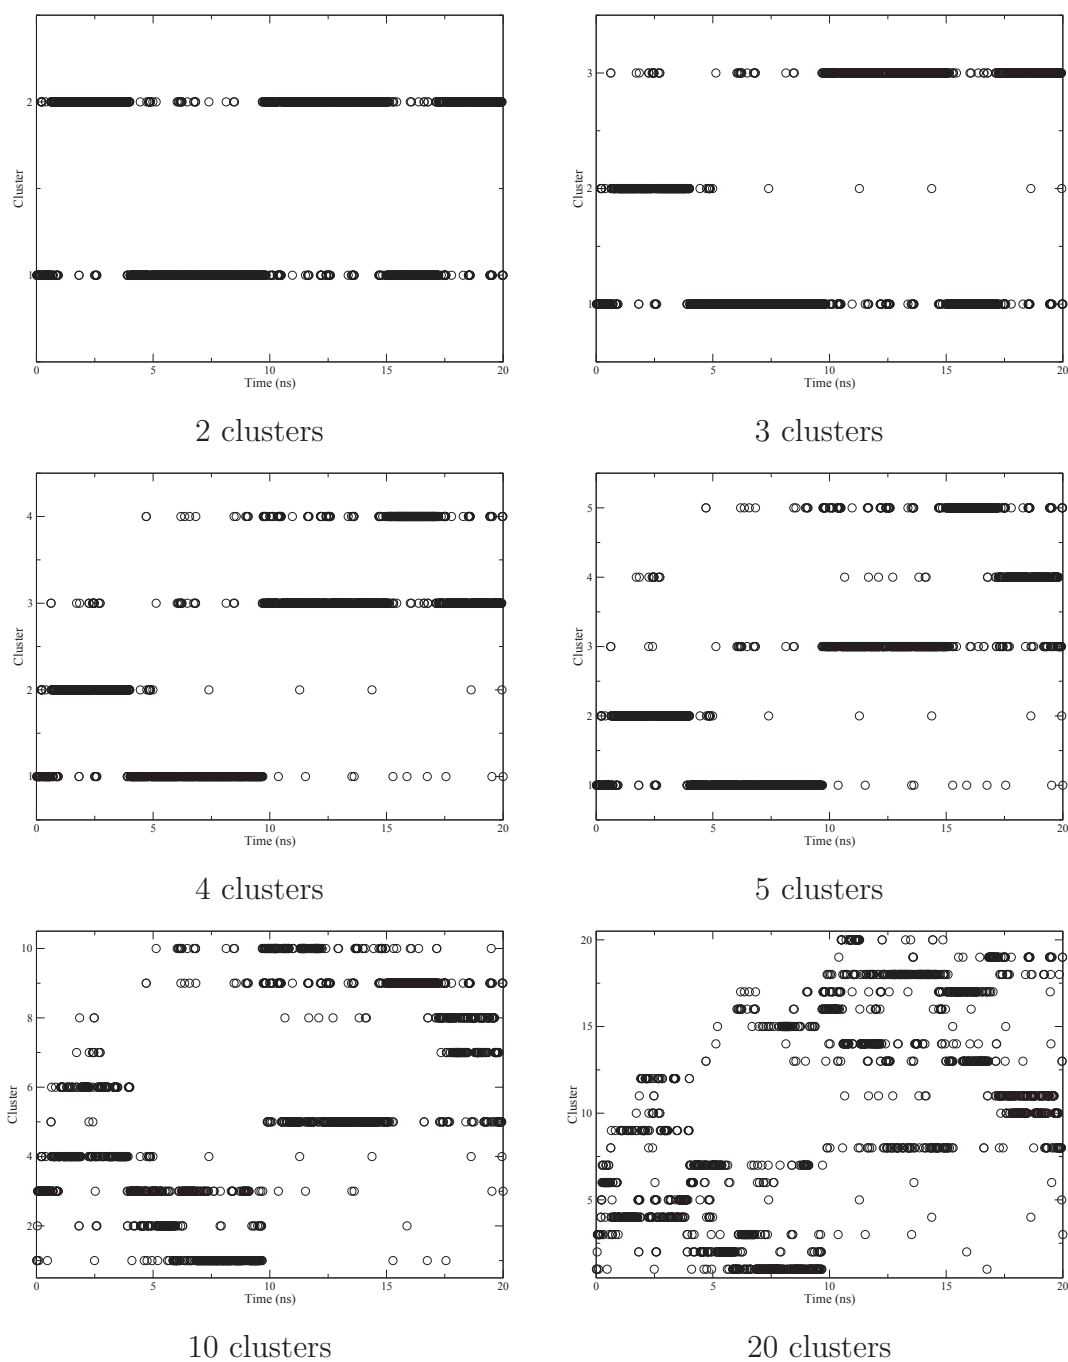 2
Cluster
1
0 5 10 15 20
Time (ns)
2 clusters
3
2
Cluster
1
0 5 10 15 20
Time (ns)
3 clusters
4
3
Cluster
2
1
0 5 10 15 20
Time (ns)
4 clusters
5
4
3
Cluster
2
1
0 5 10 15 20
Time (ns)
5 clusters
10
8
6
Cluster
4
2
0 5 10 15 20
Time (ns)
10 clusters
20
15
10
Cluster
5
0 5 10 15 20
Time (ns)
20 clusters